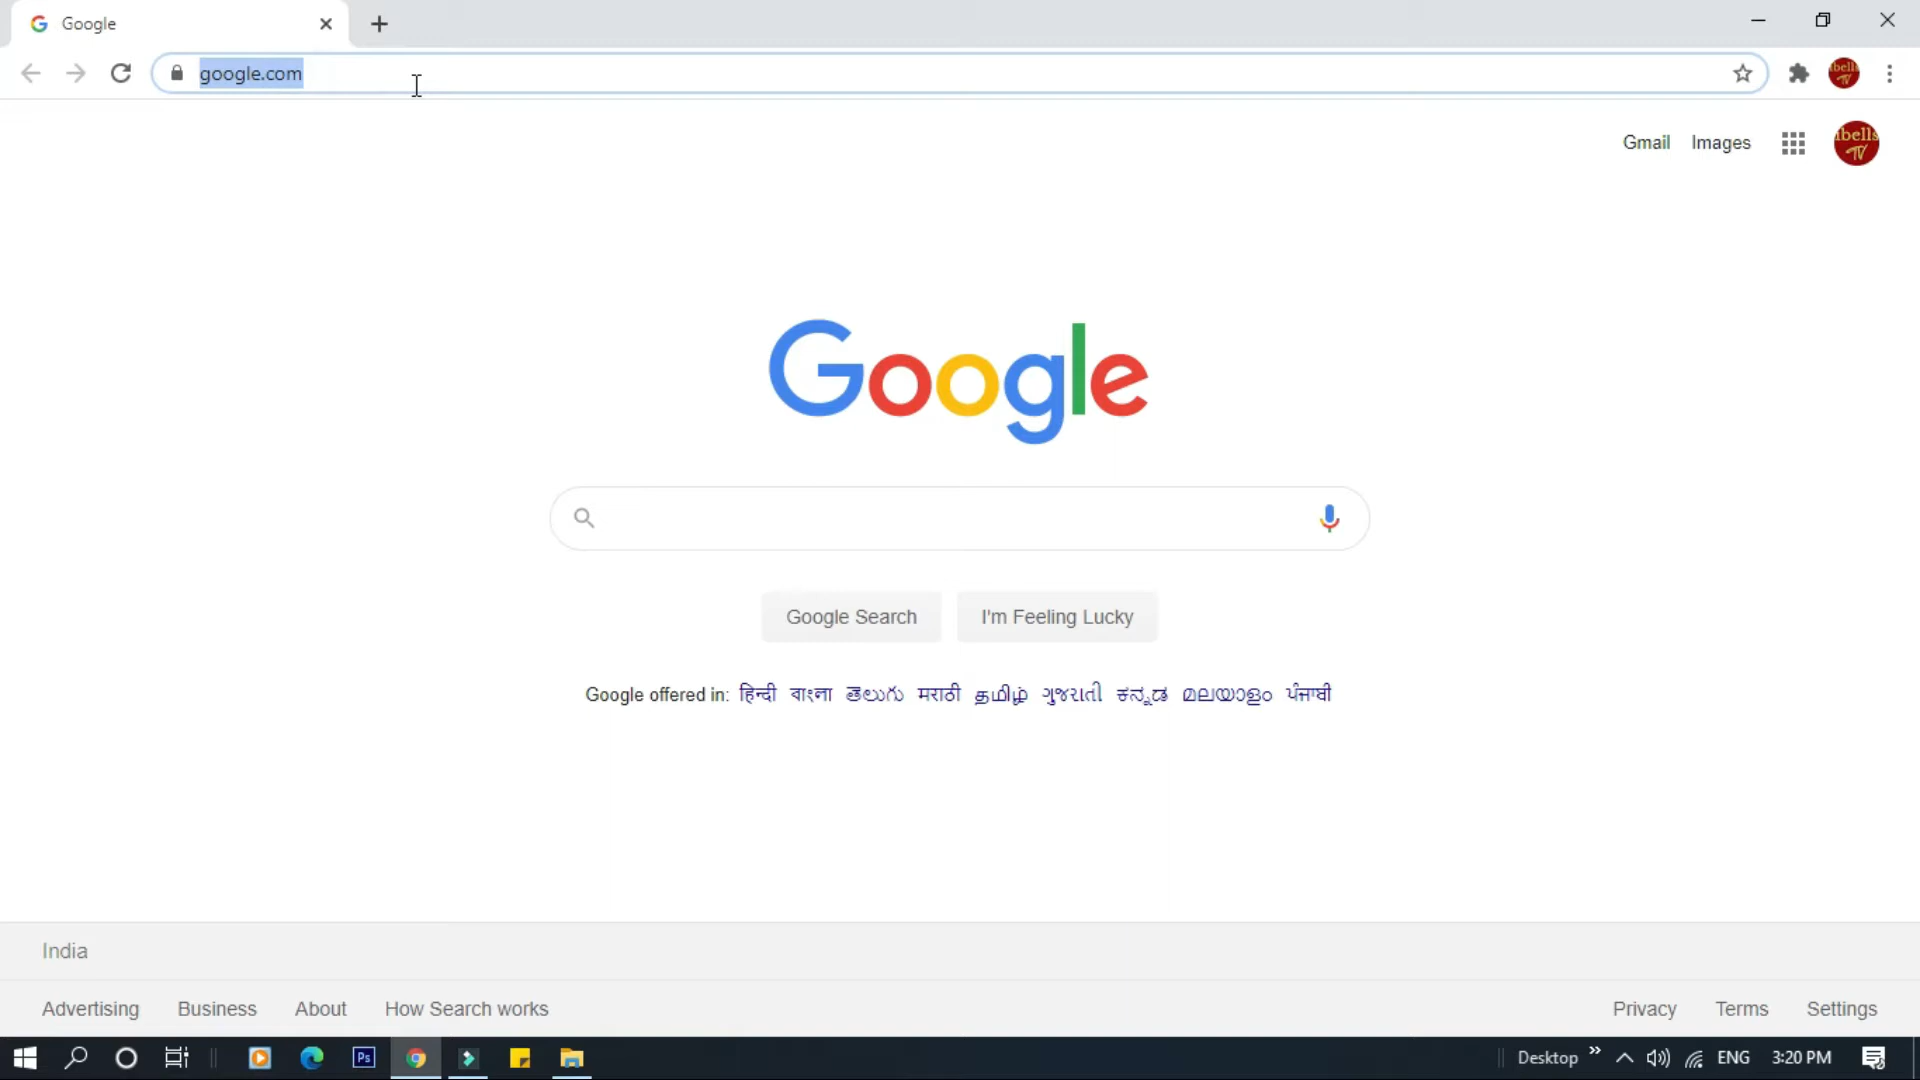 Google
google.com
Gmail Images
Google
Google Search I'm Feeling Lucky
Google offered in: हिन्दी বাংলা తెలుగు मराठी தமிழ் ગુજરાતી ಕನ್ನಡ മലയാളം ਪੰਜਾਬੀ
India
Advertising Business About How Search works Privacy Terms Settings
Ps Desktop ENG 3:20 PM